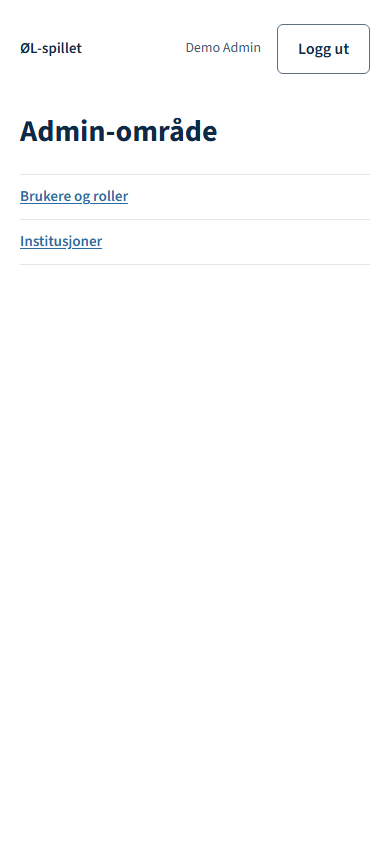 ØL-spillet
Demo Admin
Logg ut
Admin-område
Brukere og roller
Institusjoner